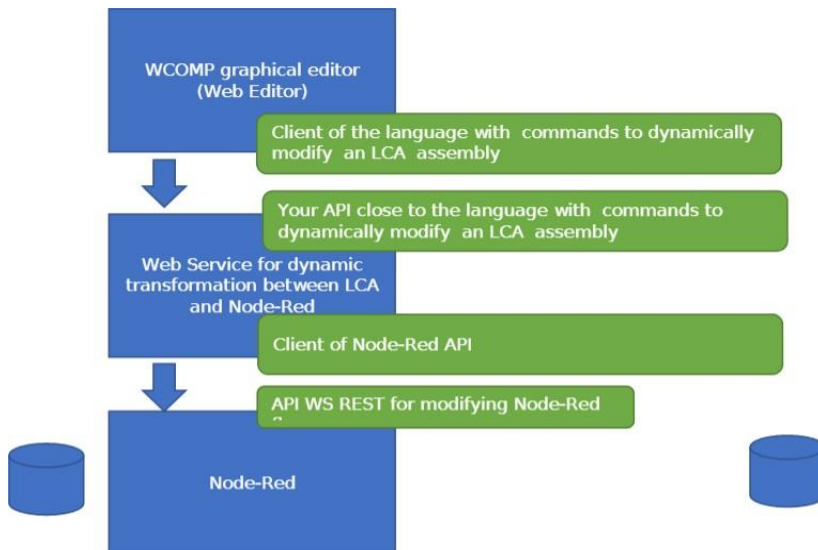 WCOMP graphical editor
(Web Editor)
Client of the language with commands to dynamically
modify an LCA assembly
Your API close to the language with commands to
dynamically modify an LCA assembly
Web Service for dynamic
transformation between LCA
and Node-Red
Client of Node-Red API
API WS REST for modifying Node-Red
Node-Red